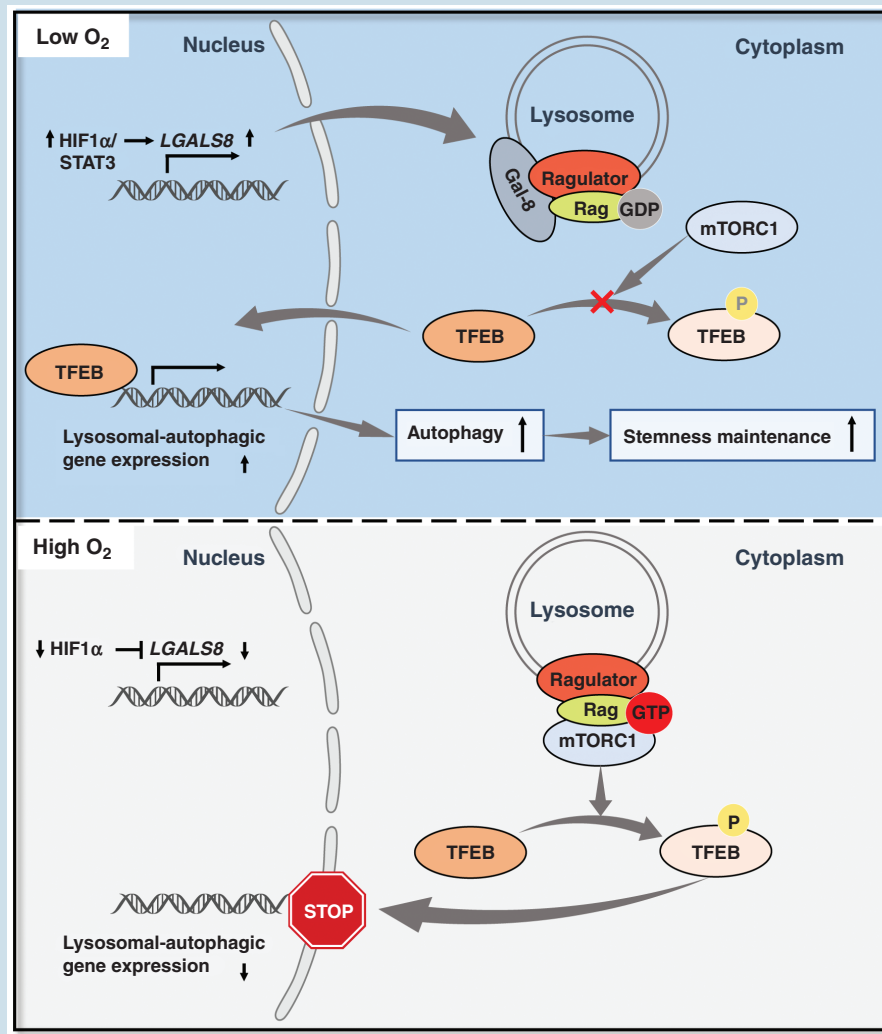 Low O₂
Nucleus
Cytoplasm
Lysosome
HIF1α/
STAT3
LGALS8
Gal-8
Ragulator
Rag
GDP
mTORC1
TFEB
P
TFEB
TFEB
Lysosomal-autophagic
gene expression
Autophagy
Stemness maintenance
High O₂
Nucleus
Cytoplasm
Lysosome
HIF1α
LGALS8
Ragulator
Rag
GTP
mTORC1
TFEB
P
TFEB
STOP
Lysosomal-autophagic
gene expression